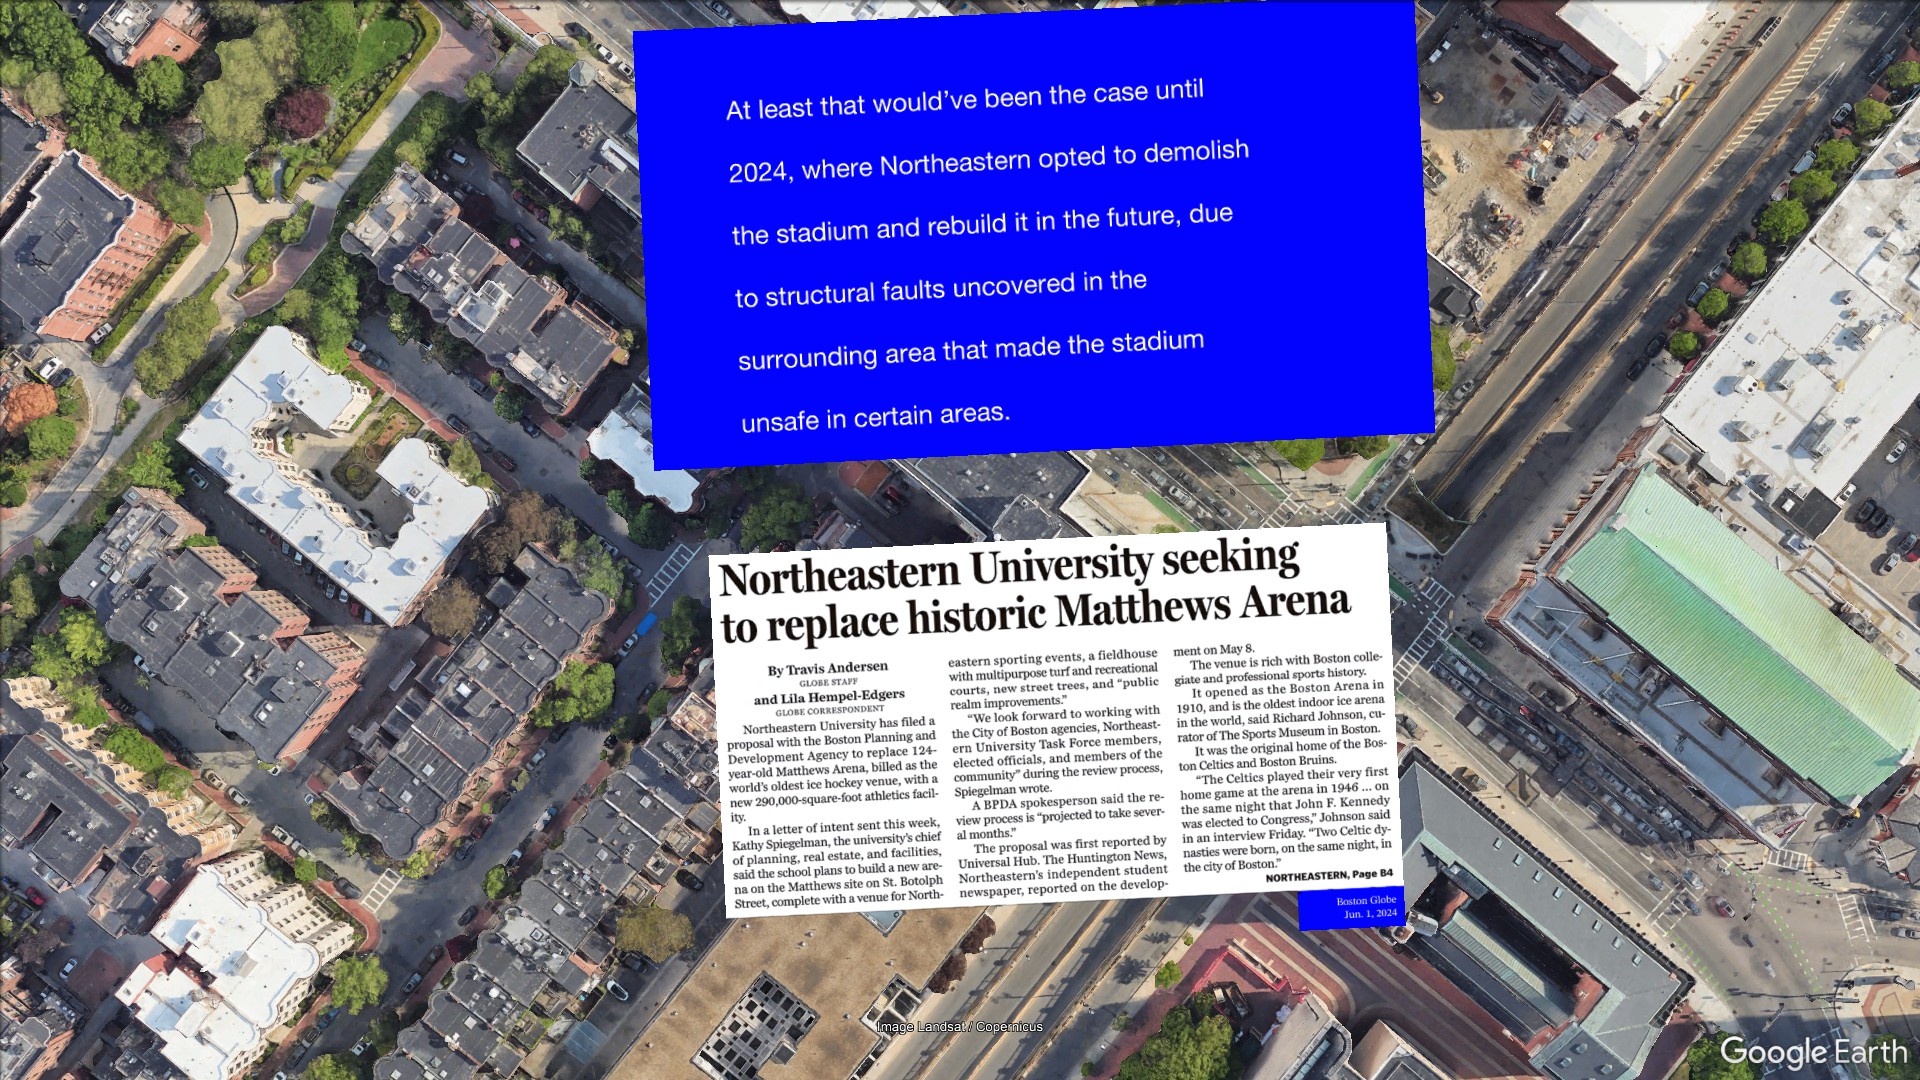 At least that would’ve been the case until
2024, where Northeastern opted to demolish
the stadium and rebuild it in the future, due
to structural faults uncovered in the
surrounding area that made the stadium
unsafe in certain areas.
Northeastern University seeking
to replace historic Matthews Arena
By Travis Andersen
GLOBE STAFF
and Lila Hempel-Edgers
GLOBE CORRESPONDENT
Northeastern University has filed a
proposal with the Boston Planning and
Development Agency to replace 124-
year-old Matthews Arena, billed as the
world’s oldest ice hockey venue, with a
new 290,000-square-foot athletics facil-
ity.
In a letter of intent sent this week,
Kathy Spiegelman, the university’s chief
of planning, real estate, and facilities,
said the school plans to build a new are-
na on the Matthews site on St. Botolph
Street, complete with a venue for North-
eastern sporting events, a fieldhouse
with multipurpose turf and recreational
courts, new street trees, and “public
realm improvements.”
“We look forward to working with
the City of Boston agencies, Northeast-
ern University Task Force members,
elected officials, and members of the
community” during the review process,
Spiegelman wrote.
A BPDA spokesperson said the re-
view process is “projected to take sever-
al months.”
The proposal was first reported by
Universal Hub. The Huntington News,
Northeastern’s independent student
newspaper, reported on the develop-
ment on May 8.
The venue is rich with Boston colle-
giate and professional sports history.
It opened as the Boston Arena in
1910, and is the oldest indoor ice arena
in the world, said Richard Johnson, cu-
rator of The Sports Museum in Boston.
It was the original home of the Bos-
ton Celtics and Boston Bruins.
“The Celtics played their very first
home game at the arena in 1946 ... on
the same night that John F. Kennedy
was elected to Congress,” Johnson said
in an interview Friday. “Two Celtic dy-
nasties were born, on the same night, in
the city of Boston.”
NORTHEASTERN, Page B4
Boston Globe
Jun. 1, 2024
Image Landsat / Copernicus
Google Earth